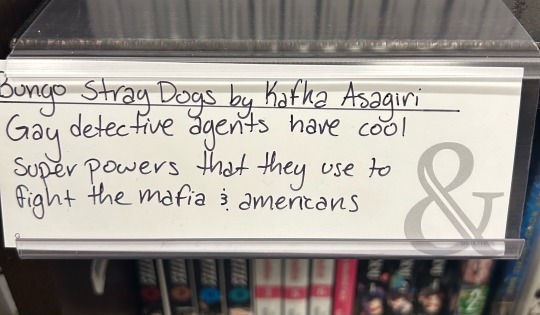 Bungo Stray Dogs by Kafka Asagiri
Gay detective agents have cool
super powers that they use to
fight the mafia & americans
&